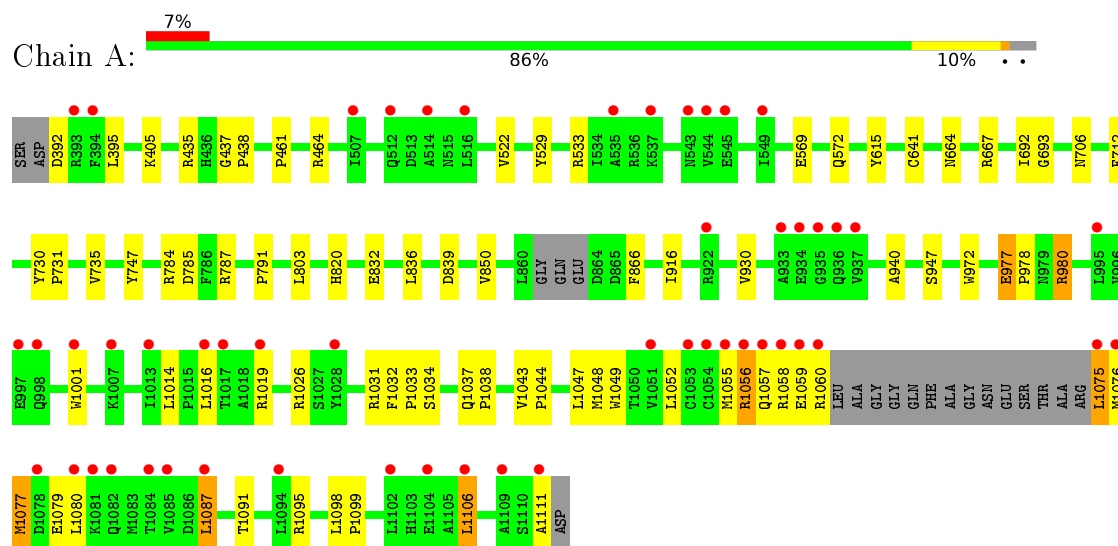 7%
Chain A:
86% 10% • •
SER ASP D392 R393 F394 L395 K405 R435 H436 G437 P438 P461 R464 I507 Q512 D513 A514 N515 L516 V522 Y529 R533 I534 A535 D536 K537 N543 V544 E545 I549 E569 Q572 Y615 C641 N664 R667 I692 G693 N706
Y730 P731 V735 Y747 R784 D785 F786 R787 P791 L803 H820 E832 L836 D839 V850 L860 GLY GLN GLU D864 D865 F866 I916 R922 V930 A933 E934 G935 Q936 V937 A940 S947 W972 E977 P978 N979 R980 L995 V996
E997 Q998 W1001 K1007 I1013 L1014 P1015 L1016 T1017 A1018 R1019 R1026 S1027 Y1028 R1031 F1032 P1033 S1034 Q1037 P1038 V1043 P1044 L1047 M1048 W1049 T1050 V1051 L1052 C1053 C1054 M1055 R1056 Q1057 R1058 E1059 R1060 LEU ALA GLY GLY GLN PHE ALA GLY ASN GLU SER THR ALA ARG L1075 M1076
M1077 D1078 E1079 L1080 K1081 Q1082 M1083 T1084 V1085 D1086 L1087 T1091 L1094 R1095 L1098 P1099 L1102 H1103 E1104 A1105 L1106 A1109 S1110 A1111 ASP